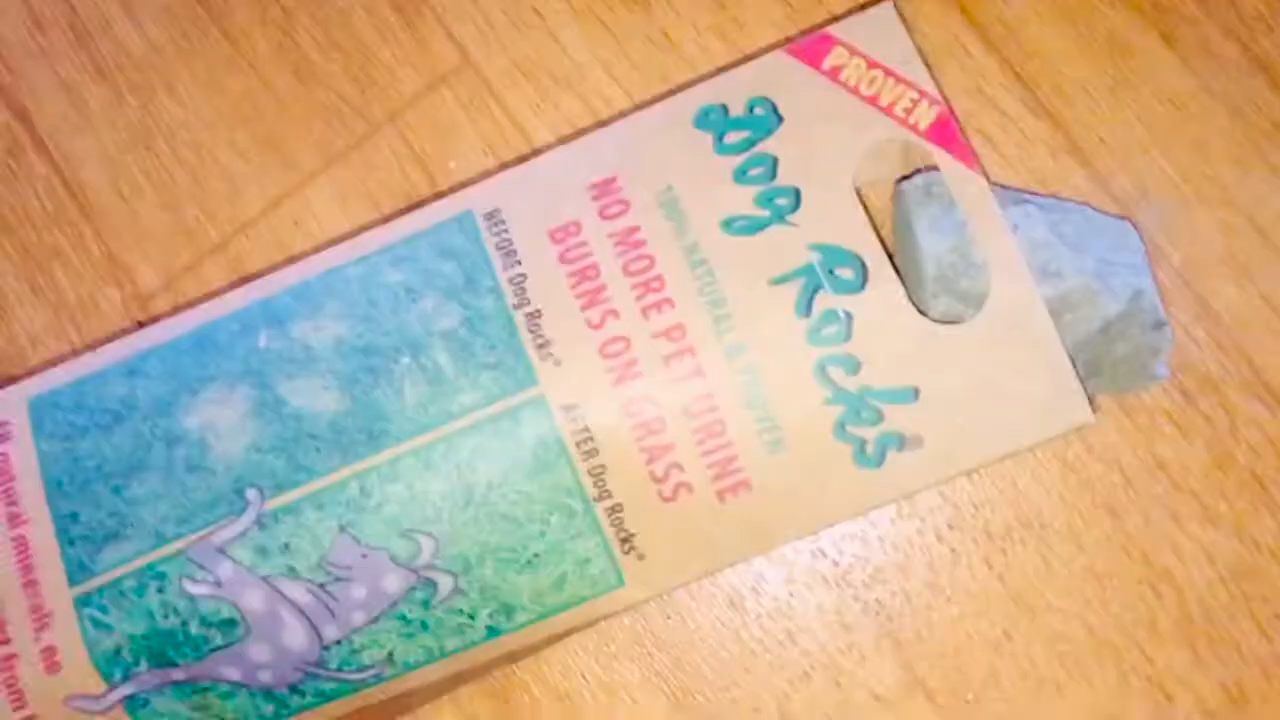 PROVEN
Dog Rocks
100% NATURAL & PROVEN
NO MORE PET URINE
BURNS ON GRASS
BEFORE Dog Rocks®
AFTER Dog Rocks®
natural minerals, no
from